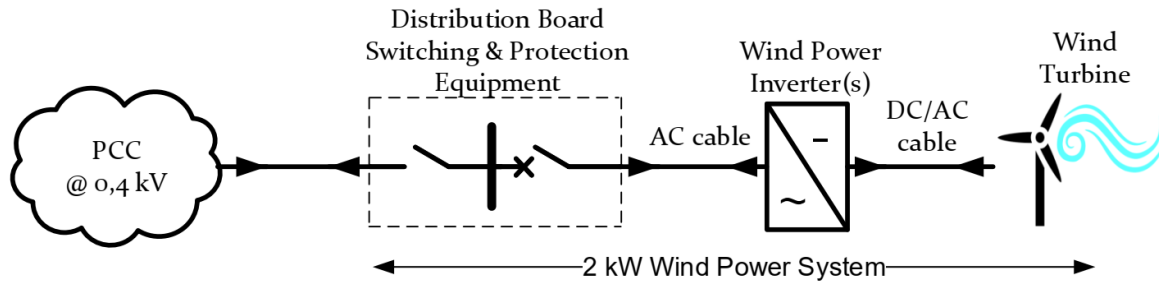 Distribution Board
Switching & Protection
Equipment
Wind Power
Inverter(s)
Wind
Turbine
PCC
@ 0,4 kV
AC cable
DC/AC
cable
-
~
2 kW Wind Power System